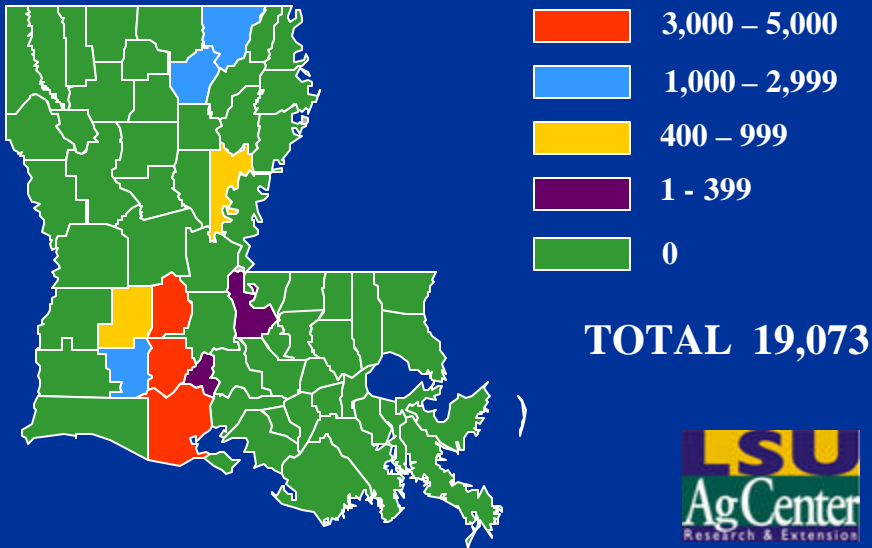 3,000 – 5,000
1,000 – 2,999
400 – 999
1 - 399
0
TOTAL 19,073
LSU
AgCenter
Research & Extension